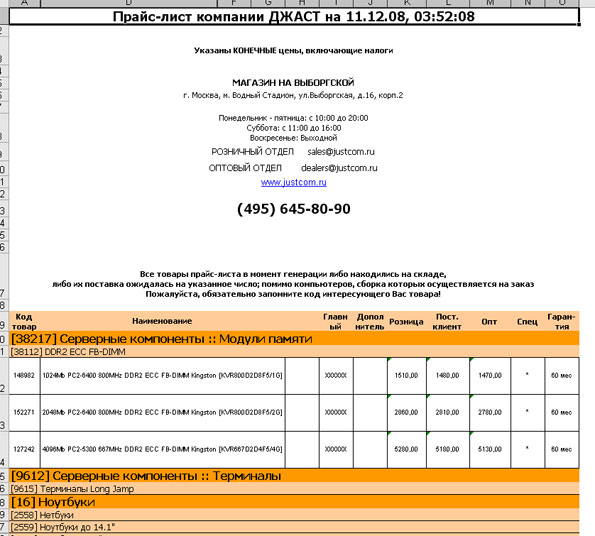 A D F G H I J K L M N O
Прайс-лист компании ДЖАСТ на 11.12.08, 03:52:08
Указаны КОНЕЧНЫЕ цены, включающие налоги
МАГАЗИН НА ВЫБОРГСКОЙ
г. Москва, м. Водный Стадион, ул.Выборгская, д.16, корп.2
Понедельник - пятница: с 10:00 до 20:00
Суббота: с 11:00 до 16:00
Воскресенье: Выходной
РОЗНИЧНЫЙ ОТДЕЛ sales@justcom.ru
ОПТОВЫЙ ОТДЕЛ dealers@justcom.ru
www.justcom.ru
(495) 645-80-90
Все товары прайс-листа в момент генерации либо находились на складе,
либо их поставка ожидалась на указанное число; помимо компьютеров, сборка которых осуществляется на заказ
Пожалуйста, обязательно запомните код интересующего Вас товара!
Код товар Наименование Главн ый Допол нитель Розница Пост. клиент Опт Спец Гаран- тия
[38217] Серверные компоненты :: Модули памяти
[38112] DDR2 ECC FB-DIMM
148982 1024Mb PC2-6400 800MHz DDR2 ECC FB-DIMM Kingston [KVR800D2D8F5/1G] XXXXXX 1510,00 1480,00 1470,00 * 60 мес
152271 2048Mb PC2-6400 800MHz DDR2 ECC FB-DIMM Kingston [KVR800D2D8F5/2G] XXXXXX 2860,00 2810,00 2780,00 * 60 мес
127242 4096Mb PC2-5300 667MHz DDR2 ECC FB-DIMM Kingston [KVR667D2D4F5/4G] XXXXXX 5280,00 5180,00 5130,00 * 60 мес
[9612] Серверные компоненты :: Терминалы
[9615] Терминалы Long Jamp
[16] Ноутбуки
[2558] Нетбуки
[2559] Ноутбуки до 14.1"